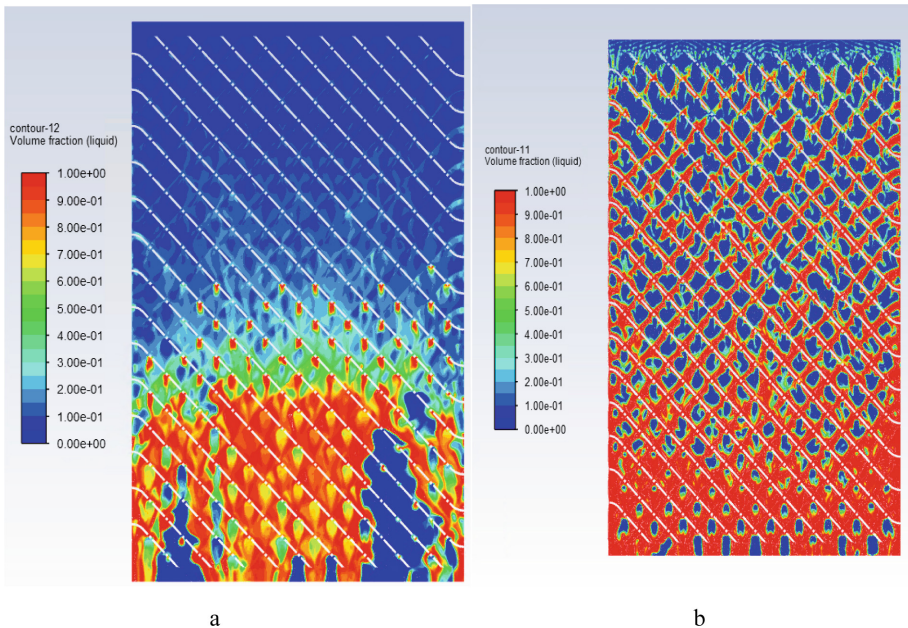 contour-12
Volume fraction (liquid)
1.00e+00
9.00e-01
8.00e-01
7.00e-01
6.00e-01
5.00e-01
4.00e-01
3.00e-01
2.00e-01
1.00e-01
0.00e+00
contour-11
Volume fraction (liquid)
1.00e+00
9.00e-01
8.00e-01
7.00e-01
6.00e-01
5.00e-01
4.00e-01
3.00e-01
2.00e-01
1.00e-01
0.00e+00
a
b